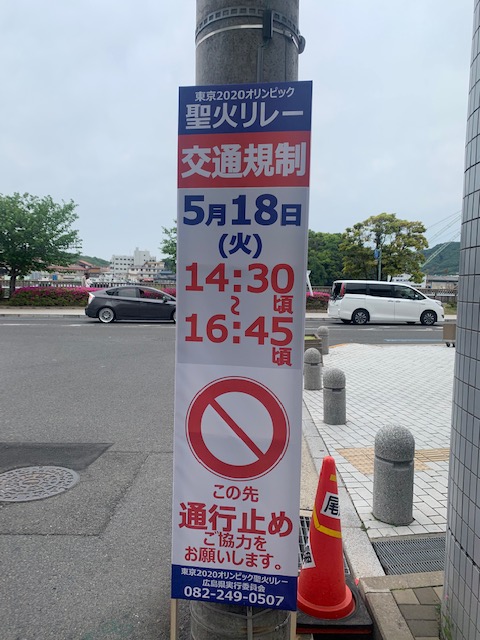 東京2020オリンピック
聖火リレー
交通規制
5月18日
(火)
14:30頃
~
16:45頃
この先
通行止め
ご協力を
お願いします。
東京2020オリンピック聖火リレー
広島県実行委員会
082-249-0507
尾